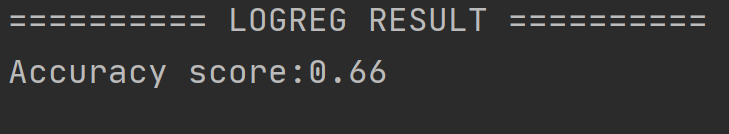 ========== LOGREG RESULT ==========
Accuracy score:0.66